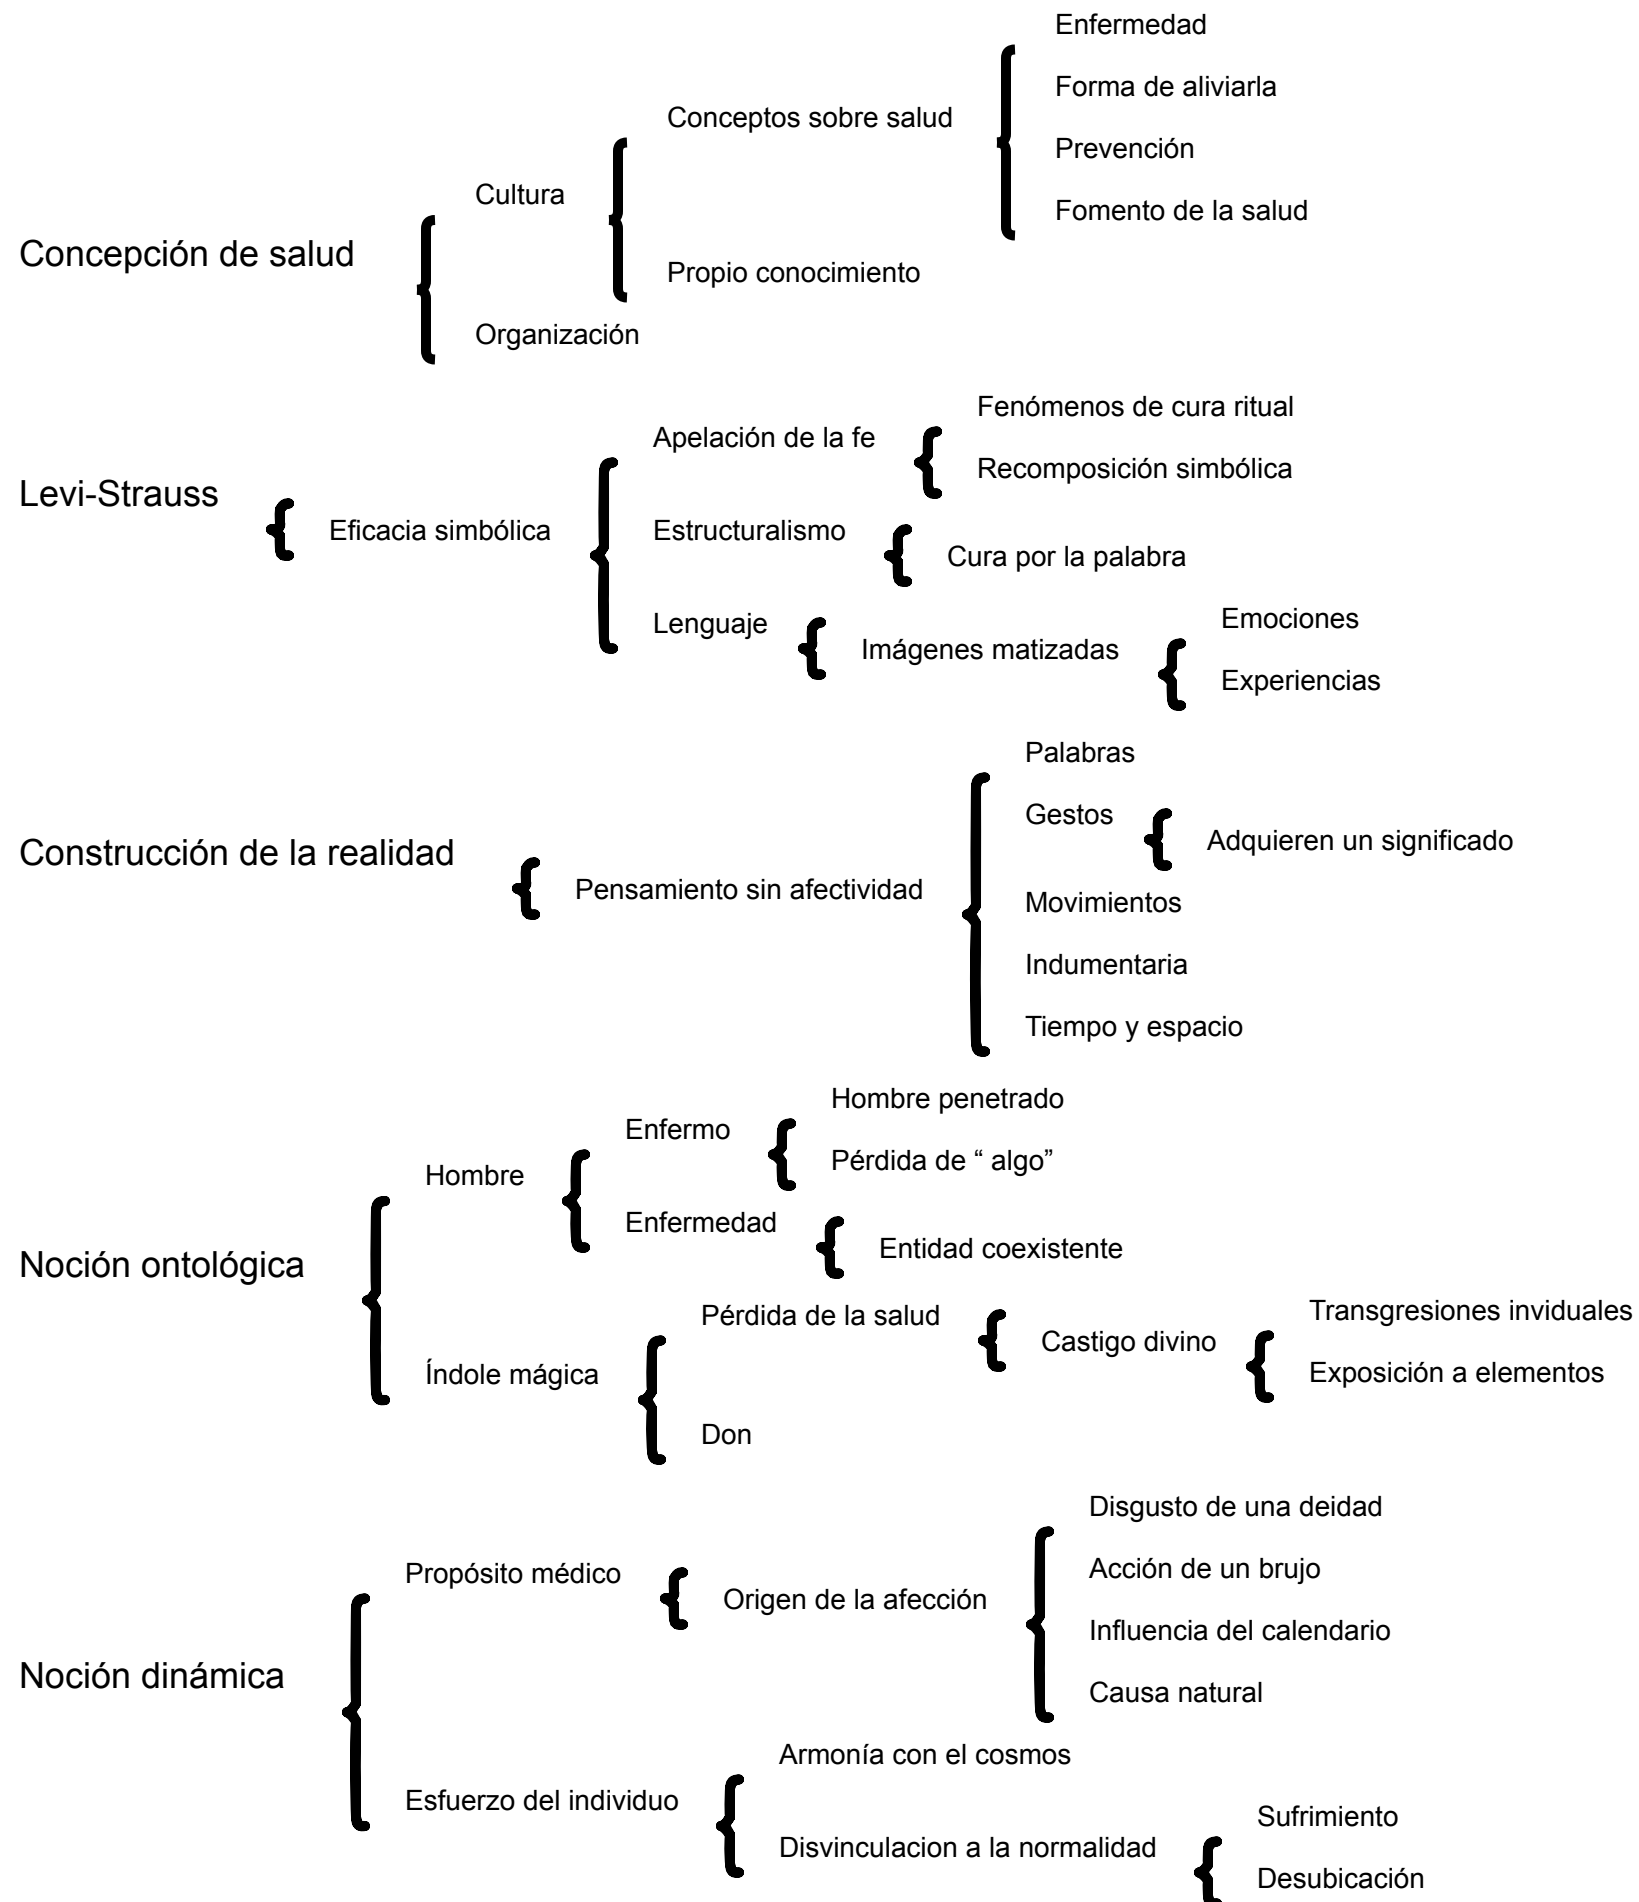 Concepción de salud
Cultura
Conceptos sobre salud
Enfermedad
Forma de aliviarla
Prevención
Fomento de la salud
Propio conocimiento
Organización
Levi-Strauss
Eficacia simbólica
Apelación de la fe
Fenómenos de cura ritual
Recomposición simbólica
Estructuralismo
Cura por la palabra
Lenguaje
Imágenes matizadas
Emociones
Experiencias
Construcción de la realidad
Pensamiento sin afectividad
Palabras
Gestos
Adquieren un significado
Movimientos
Indumentaria
Tiempo y espacio
Noción ontológica
Hombre
Enfermo
Hombre penetrado
Pérdida de “ algo”
Enfermedad
Entidad coexistente
Índole mágica
Pérdida de la salud
Castigo divino
Transgresiones inviduales
Exposición a elementos
Don
Noción dinámica
Propósito médico
Origen de la afección
Disgusto de una deidad
Acción de un brujo
Influencia del calendario
Causa natural
Esfuerzo del individuo
Armonía con el cosmos
Disvinculacion a la normalidad
Sufrimiento
Desubicación